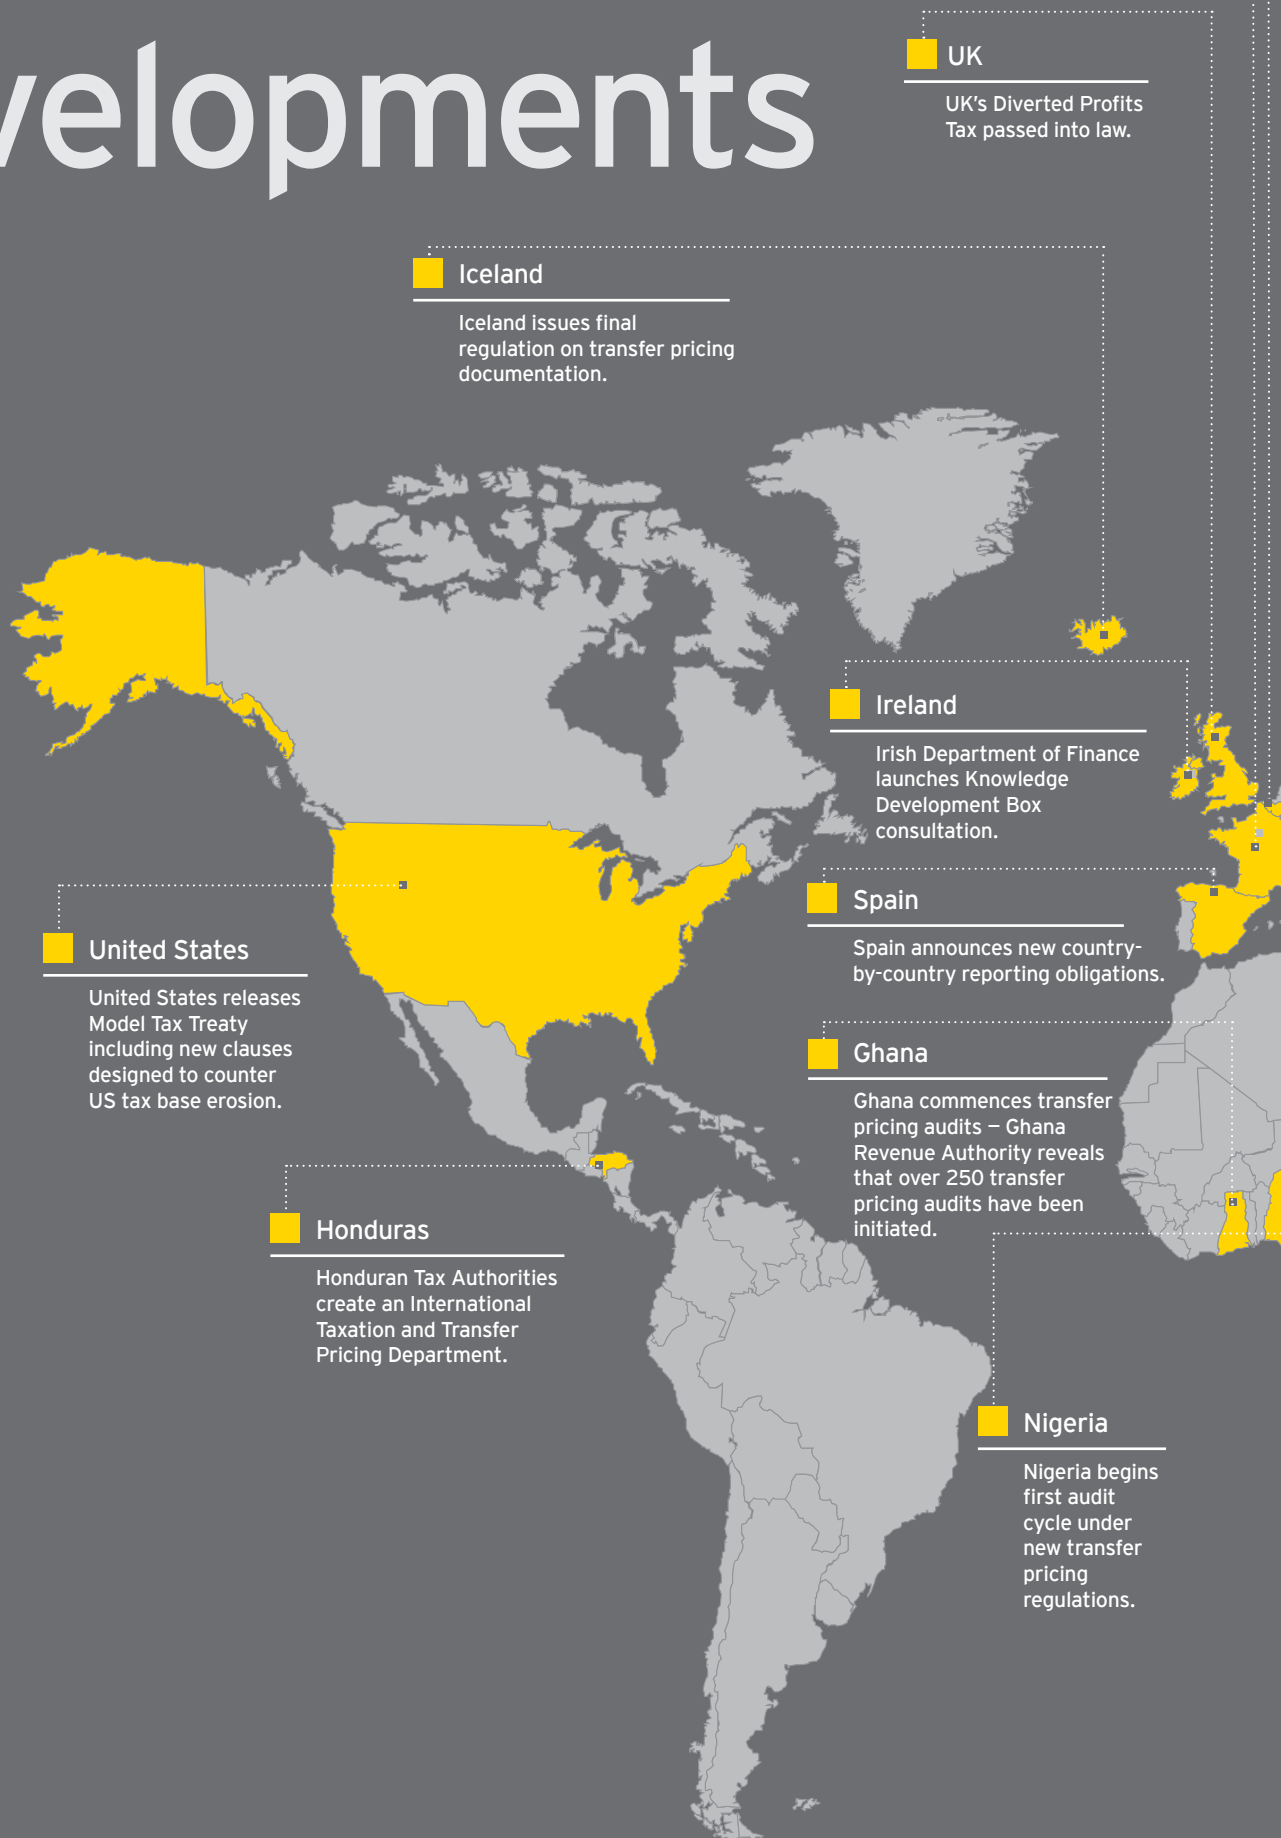 velopments
UK
UK's Diverted Profits
Tax passed into law.
Iceland
Iceland issues final
regulation on transfer pricing
documentation.
Ireland
Irish Department of Finance
launches Knowledge
Development Box
consultation.
Spain
Spain announces new country-
by-country reporting obligations.
United States
United States releases
Model Tax Treaty
including new clauses
designed to counter
US tax base erosion.
Ghana
Ghana commences transfer
pricing audits — Ghana
Revenue Authority reveals
that over 250 transfer
pricing audits have been
initiated.
Honduras
Honduran Tax Authorities
create an International
Taxation and Transfer
Pricing Department.
Nigeria
Nigeria begins
first audit
cycle under
new transfer
pricing
regulations.